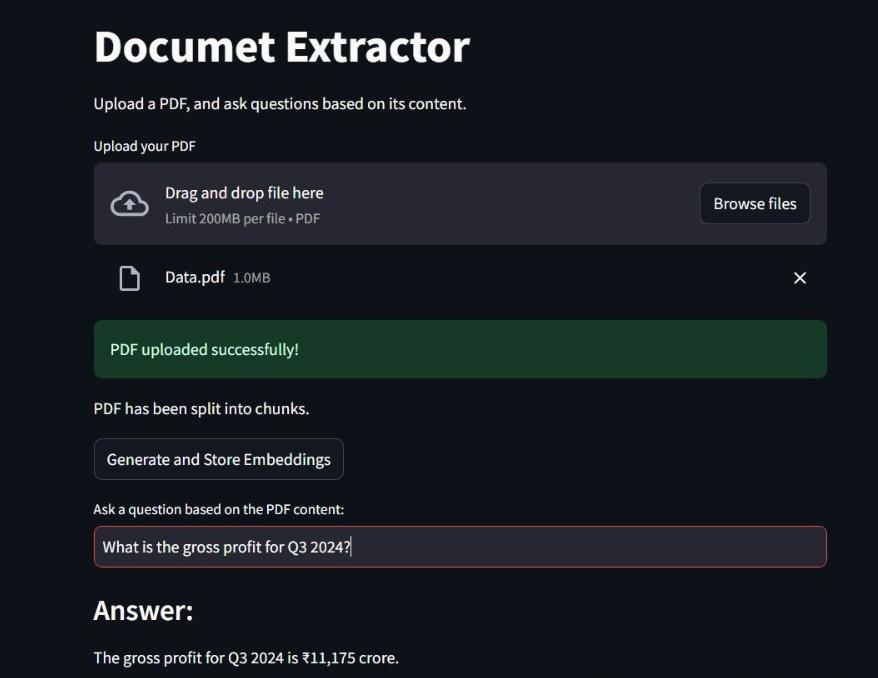 Documet Extractor
Upload a PDF, and ask questions based on its content.
Upload your PDF
Drag and drop file here
Limit 200MB per file • PDF
Browse files
Data.pdf 1.0MB
PDF uploaded successfully!
PDF has been split into chunks.
Generate and Store Embeddings
Ask a question based on the PDF content:
What is the gross profit for Q3 2024?
Answer:
The gross profit for Q3 2024 is ₹11,175 crore.